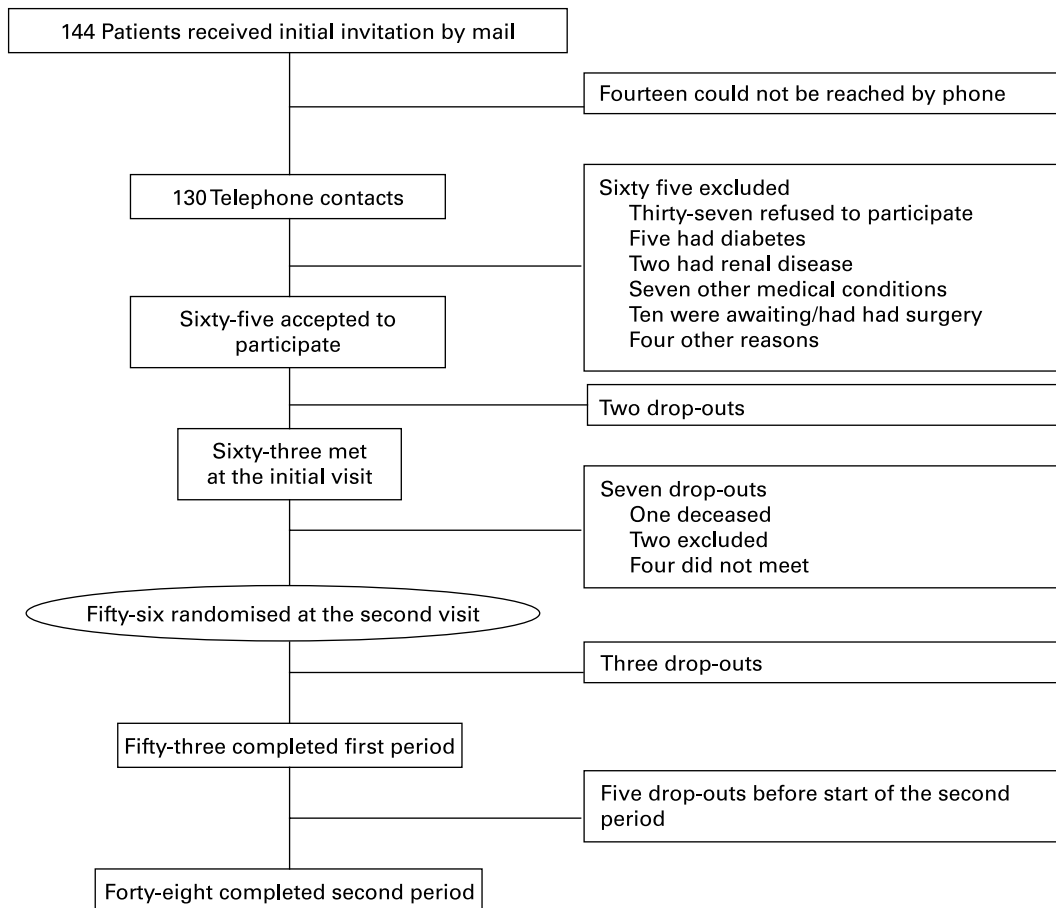 144 Patients received initial invitation by mail
Fourteen could not be reached by phone
130 Telephone contacts
Sixty five excluded
Thirty-seven refused to participate
Five had diabetes
Two had renal disease
Seven other medical conditions
Ten were awaiting/had had surgery
Four other reasons
Sixty-five accepted to
participate
Two drop-outs
Sixty-three met
at the initial visit
Seven drop-outs
One deceased
Two excluded
Four did not meet
Fifty-six randomised at the second visit
Three drop-outs
Fifty-three completed first period
Five drop-outs before start of the second
period
Forty-eight completed second period